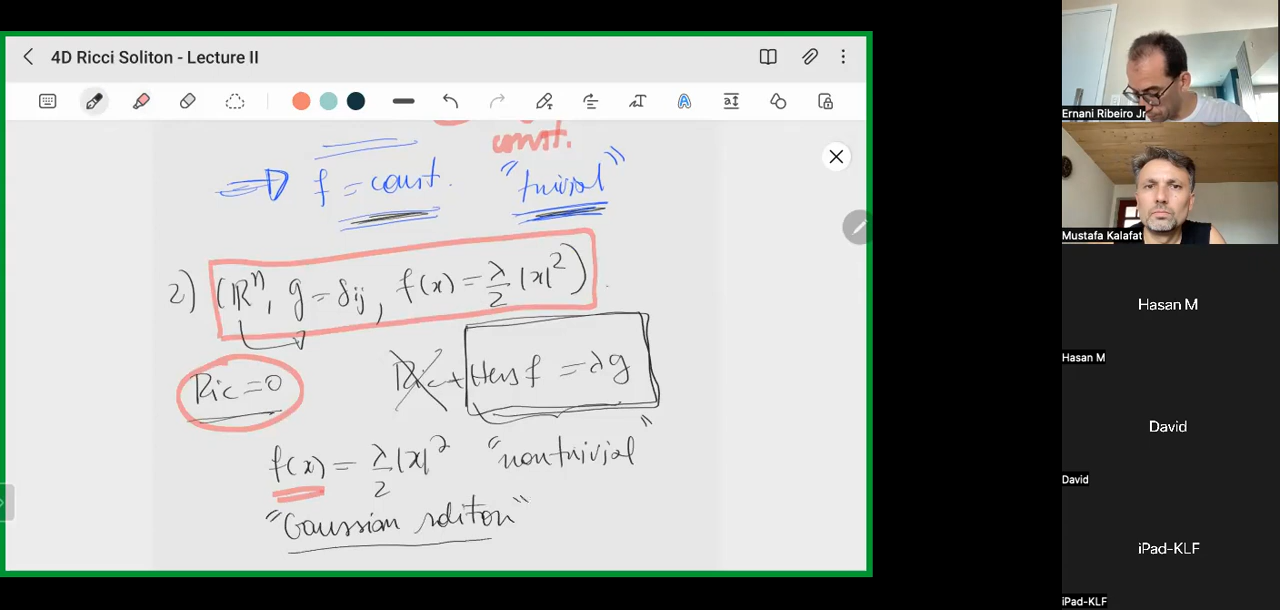 4D Ricci Soliton - Lecture II
const.
⇒ f = const. "trivial"
2) (ℝⁿ, g = δij, f(x) = λ/2 |x|²)
Ric = 0 Ric + Hess f = λg
f(x) = λ/2 |x|² "nontrivial"
"Gaussian soliton"
Ernani Ribeiro Jr
Mustafa Kalafat
Hasan M
Hasan M
David
David
iPad-KLF
iPad-KLF